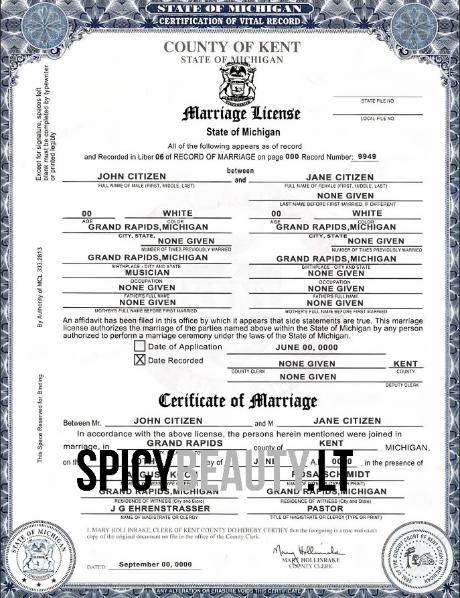 STATE OF MICHIGAN
CERTIFICATION OF VITAL RECORD
COUNTY OF KENT
STATE OF MICHIGAN
Marriage License
State of Michigan
STATE FILE NO.
LOCAL FILE NO.
All of the following appears as of record
and Recorded in Liber 06 of RECORD OF MARRIAGE on page 000 Record Number: 9949
between
JOHN CITIZEN and JANE CITIZEN
FULL NAME OF MALE (FIRST, MIDDLE, LAST) FULL NAME OF FEMALE (FIRST, MIDDLE, LAST)
NONE GIVEN
LAST NAME BEFORE FIRST MARRIED, IF DIFFERENT
00 WHITE 00 WHITE
AGE COLOR AGE COLOR
GRAND RAPIDS,MICHIGAN GRAND RAPIDS,MICHIGAN
CITY, STATE CITY, STATE
NONE GIVEN NONE GIVEN
NUMBER OF TIMES PREVIOUSLY MARRIED NUMBER OF TIMES PREVIOUSLY MARRIED
GRAND RAPIDS,MICHIGAN GRAND RAPIDS,MICHIGAN
BIRTHPLACE - CITY AND STATE BIRTHPLACE - CITY AND STATE
MUSICIAN NONE GIVEN
OCCUPATION OCCUPATION
NONE GIVEN NONE GIVEN
FATHERS FULL NAME FATHERS FULL NAME
NONE GIVEN NONE GIVEN
MOTHER'S FULL NAME BEFORE FIRST MARRIED MOTHER'S FULL NAME BEFORE FIRST MARRIED
An affidavit has been filed in this office by which it appears that side statements are true. This marriage
license authorizes the marriage of the parties named above within the State of Michigan by any person
authorized to perform a marriage ceremony under the laws of the State of Michigan.
Date of Application JUNE 00, 0000
X Date Recorded NONE GIVEN KENT
COUNTY CLERK COUNTY
NONE GIVEN
DEPUTY CLERK
Certificate of Marriage
Between Mr. JOHN CITIZEN and M JANE CITIZEN
In accordance with the above license, the persons herein mentioned were joined in
marriage, in GRAND RAPIDS county of KENT , MICHIGAN,
on the day of JUNE A.D. , in the presence of
SPICYBEAUTY.LT
ROSA SCHMIDT
GRAND RAPIDS,MICHIGAN GRAND RAPIDS,MICHIGAN
RESIDENCE OF WITNESS (City and State) RESIDENCE OF WITNESS (City and State)
J G EHRENSTRASSER PASTOR
NAME OF MAGISTRATE OR CLERGY TITLE OF MAGISTRATE OR CLERGY (TYPE OR PRINT)
I, MARY HOLLINRAKE, CLERK OF KENT COUNTY DO HEREBY CERTIFY that the foregoing is a true and exact
copy of the original document on file in the office of the County Clerk.
Mary Hollinrake
DATED: September 00, 0000 MARY HOLLINRAKE
COUNTY CLERK
ANY ALTERATION OR ERASURE VOIDS THIS CERTIFICATE
Except for signature, spaces left
blank must be completed by typewriter
or printed legibly
By Authority of MCL 333.2813
This Space Reserved for Binding
STATE OF MICHIGAN